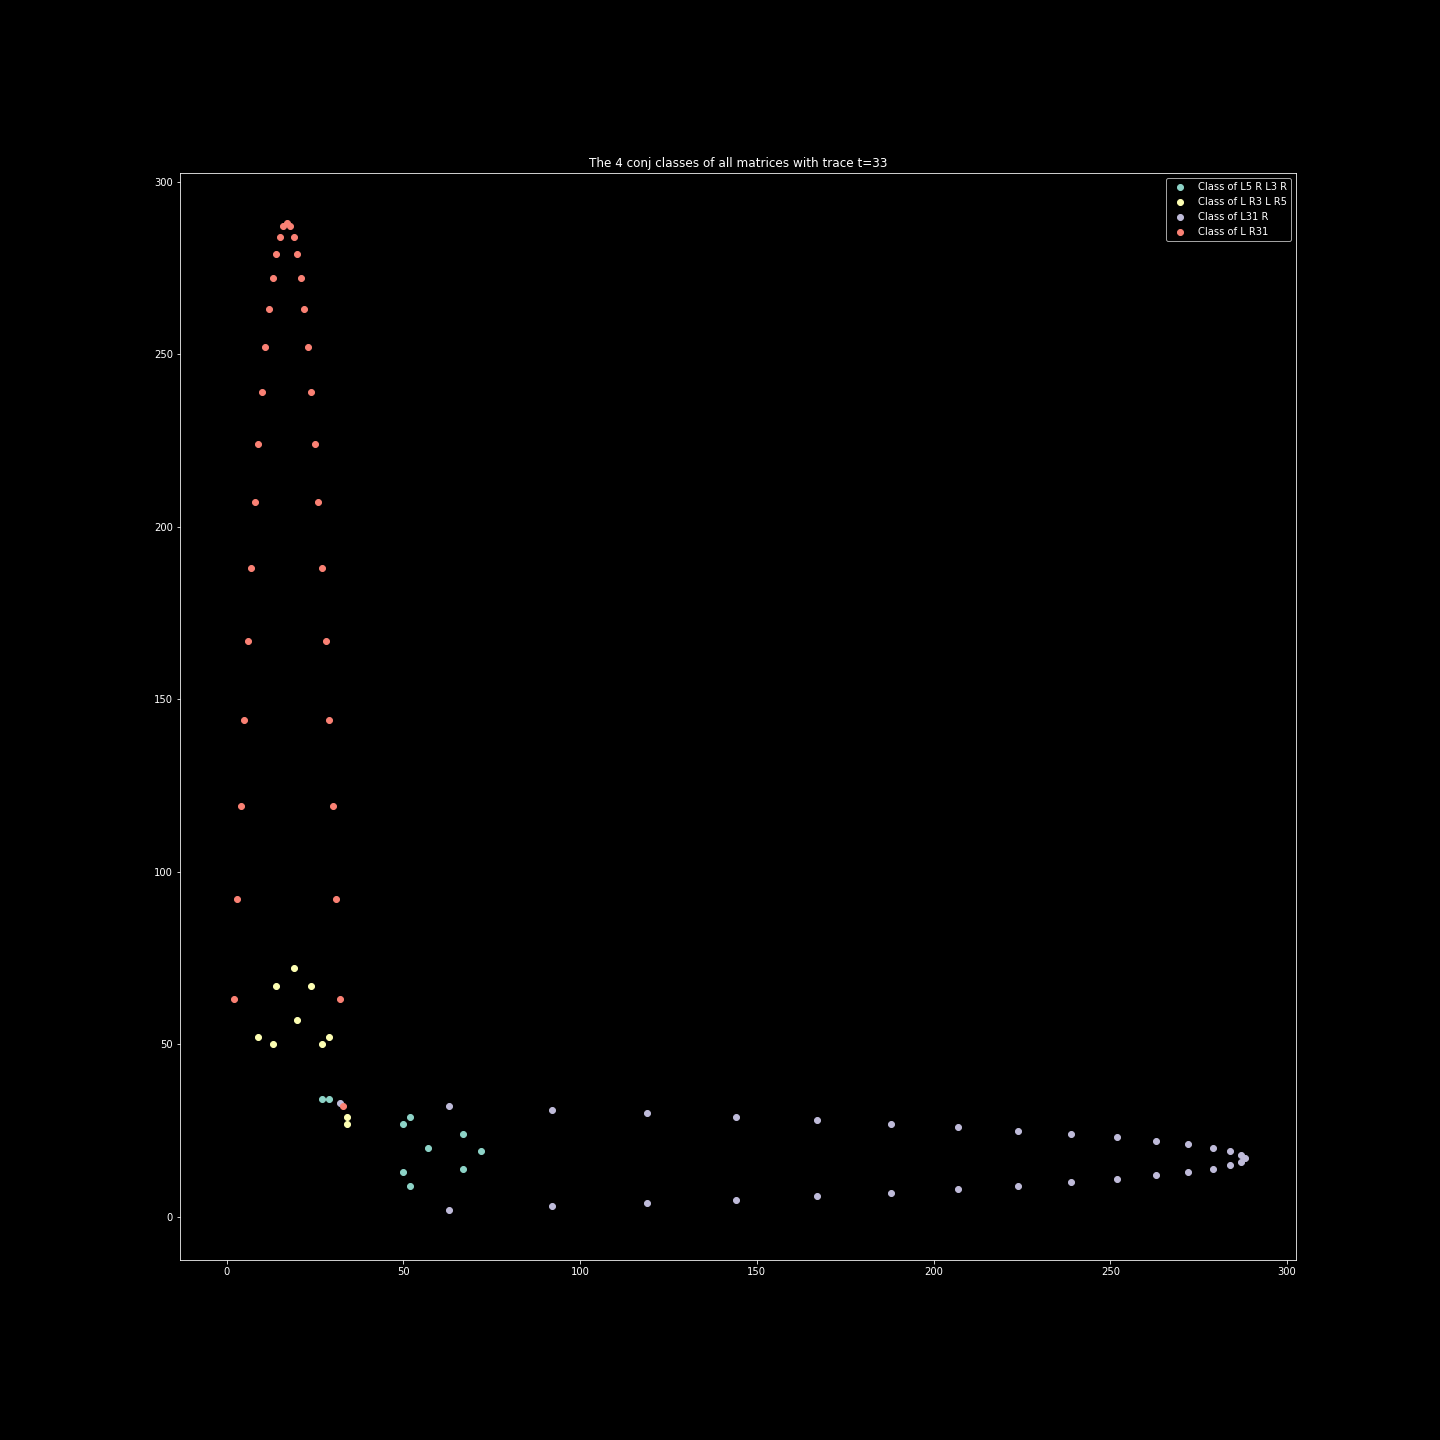 The 4 conj classes of all matrices with trace t=33
Class of L5 R L3 R
Class of L R3 L R5
Class of L31 R
Class of L R31
300
250
200
150
100
50
0
0 50 100 150 200 250 300